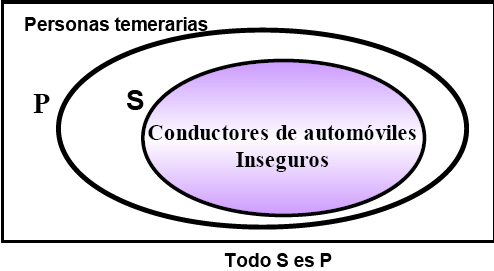 Personas temerarias
P
S
Conductores de automóviles
Inseguros
Todo S es P